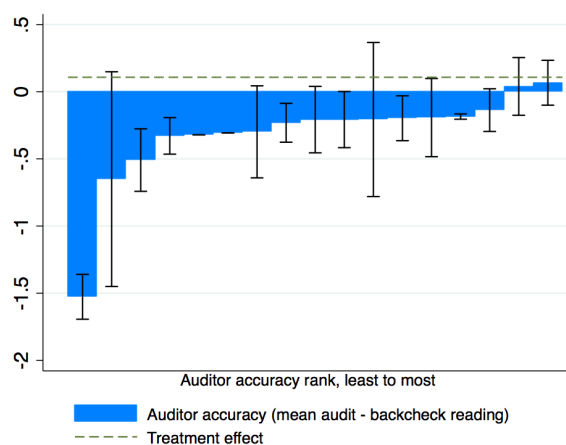 .5
0
-.5
-1
-1.5
-2
Auditor accuracy rank, least to most
Auditor accuracy (mean audit - backcheck reading)
Treatment effect